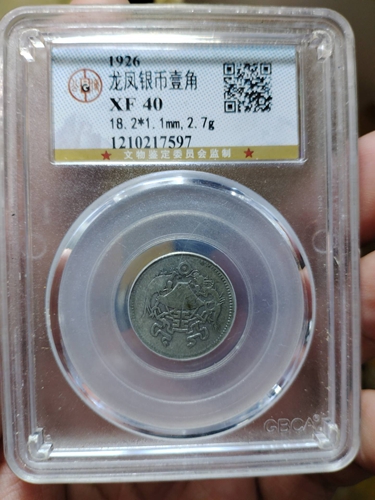 1926
龙凤银币壹角
XF 40
18.2*1.1mm,2.7g
1210217597
★ 文物鉴定委员会监制 ★
GBCA